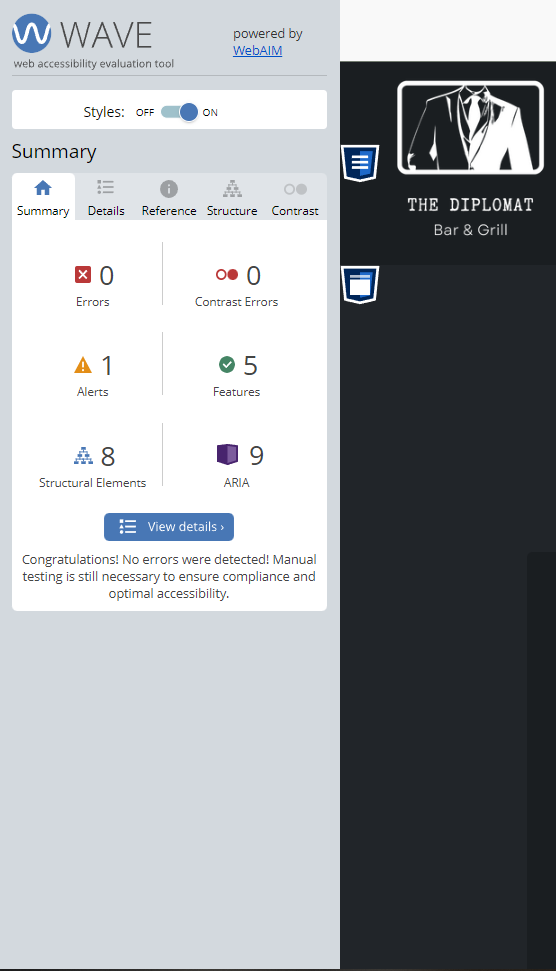 WAVE
web accessibility evaluation tool
powered by
WebAIM
Styles: OFF ON
Summary
Summary Details Reference Structure Contrast
0
Errors
0
Contrast Errors
1
Alerts
5
Features
8
Structural Elements
9
ARIA
View details ›
Congratulations! No errors were detected! Manual
testing is still necessary to ensure compliance and
optimal accessibility.
THE DIPLOMAT
Bar & Grill